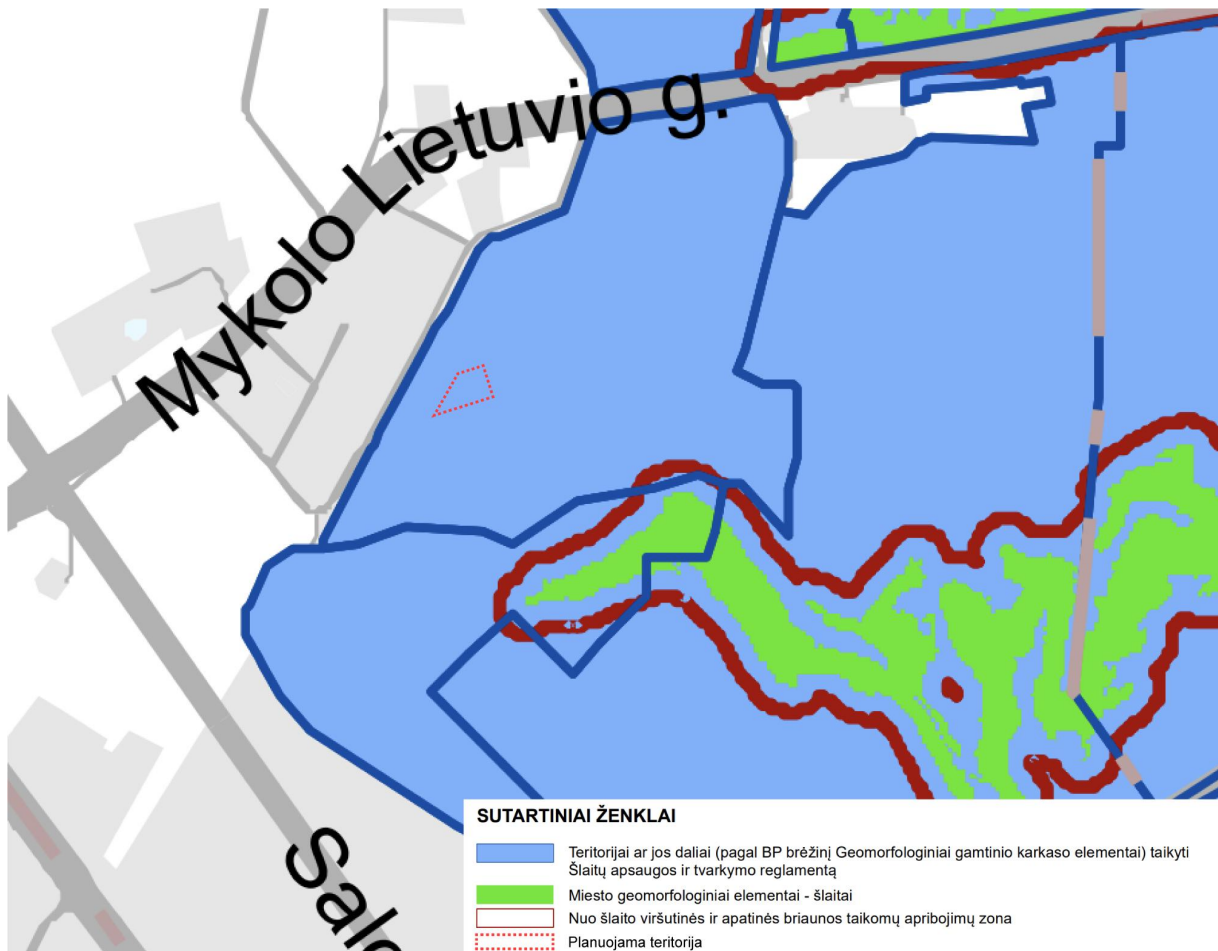 Mykolo Lietuvio g.
SUTARTINIAI ŽENKLAI
Teritorijai ar jos daliai (pagal BP brėžinį Geomorfologiniai gamtinio karkaso elementai) taikyti
Šlaitų apsaugos ir tvarkymo reglamentą
Miesto geomorfologiniai elementai - šlaitai
Nuo šlaito viršutinės ir apatinės briaunos taikomų apribojimų zona
Planuojama teritorija